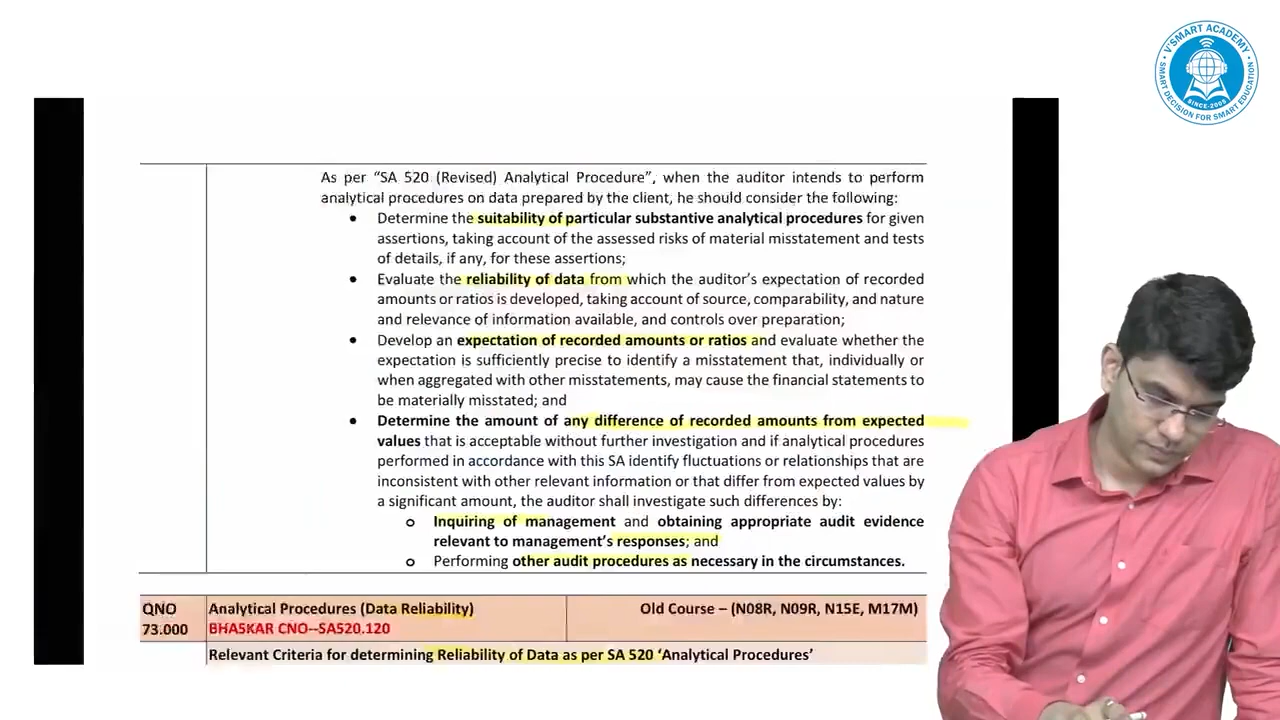 V'SMART ACADEMY
SMART DECISION FOR SMART EDUCATION
SINCE-2005
As per “SA 520 (Revised) Analytical Procedure”, when the auditor intends to perform
analytical procedures on data prepared by the client, he should consider the following:
• Determine the suitability of particular substantive analytical procedures for given
assertions, taking account of the assessed risks of material misstatement and tests
of details, if any, for these assertions;
• Evaluate the reliability of data from which the auditor’s expectation of recorded
amounts or ratios is developed, taking account of source, comparability, and nature
and relevance of information available, and controls over preparation;
• Develop an expectation of recorded amounts or ratios and evaluate whether the
expectation is sufficiently precise to identify a misstatement that, individually or
when aggregated with other misstatements, may cause the financial statements to
be materially misstated; and
• Determine the amount of any difference of recorded amounts from expected
values that is acceptable without further investigation and if analytical procedures
performed in accordance with this SA identify fluctuations or relationships that are
inconsistent with other relevant information or that differ from expected values by
a significant amount, the auditor shall investigate such differences by:
o Inquiring of management and obtaining appropriate audit evidence
relevant to management’s responses; and
o Performing other audit procedures as necessary in the circumstances.
QNO Analytical Procedures (Data Reliability) Old Course – (N08R, N09R, N15E, M17M)
73.000 BHASKAR CNO--SA520.120
Relevant Criteria for determining Reliability of Data as per SA 520 ‘Analytical Procedures’